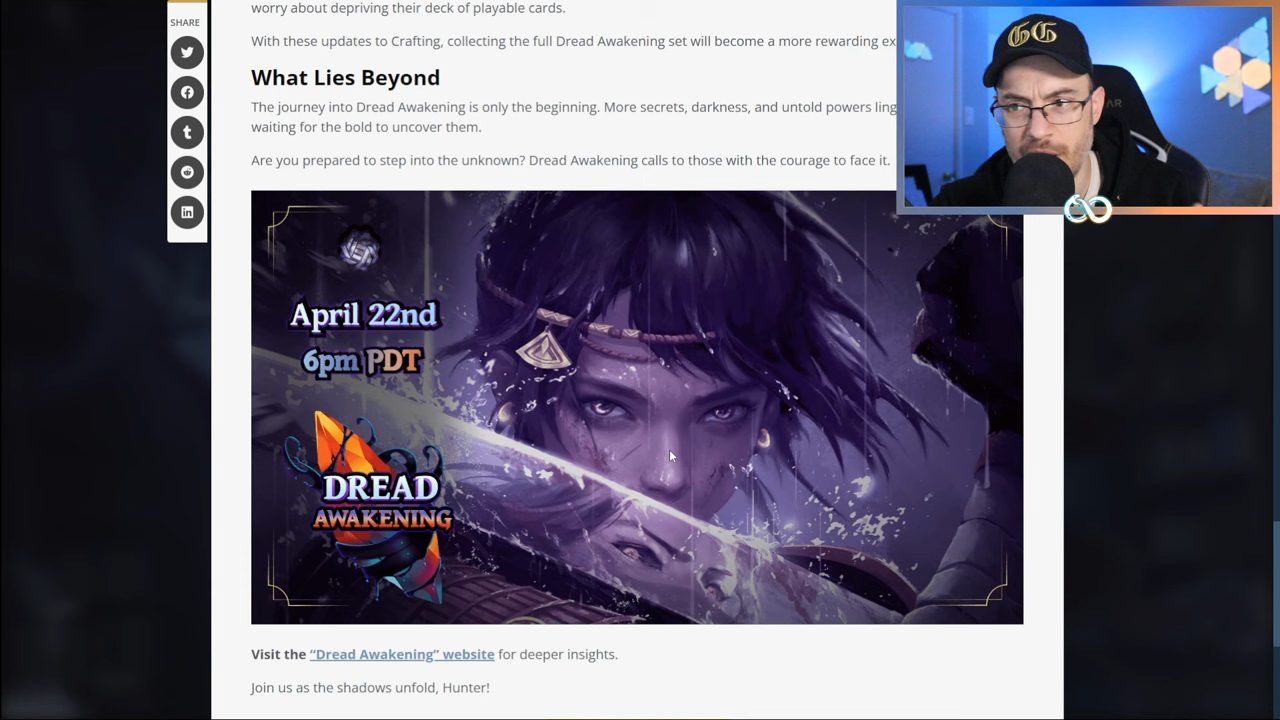 SHARE
worry about depriving their deck of playable cards.
With these updates to Crafting, collecting the full Dread Awakening set will become a more rewarding ex
What Lies Beyond
The journey into Dread Awakening is only the beginning. More secrets, darkness, and untold powers ling
waiting for the bold to uncover them.
Are you prepared to step into the unknown? Dread Awakening calls to those with the courage to face it.
GG
AR
April 22nd
6pm PDT
DREAD
AWAKENING
Visit the “Dread Awakening” website for deeper insights.
Join us as the shadows unfold, Hunter!